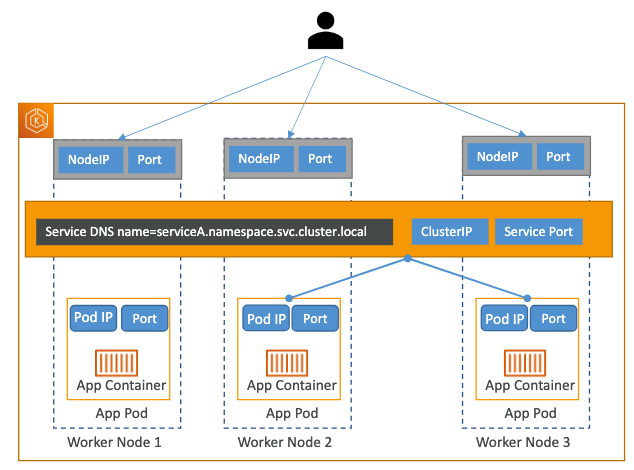 K
NodeIP Port
NodeIP Port
NodeIP Port
Service DNS name=serviceA.namespace.svc.cluster.local ClusterIP Service Port
Pod IP Port
Pod IP Port
Pod IP Port
App Container
App Container
App Container
App Pod
App Pod
App Pod
Worker Node 1
Worker Node 2
Worker Node 3